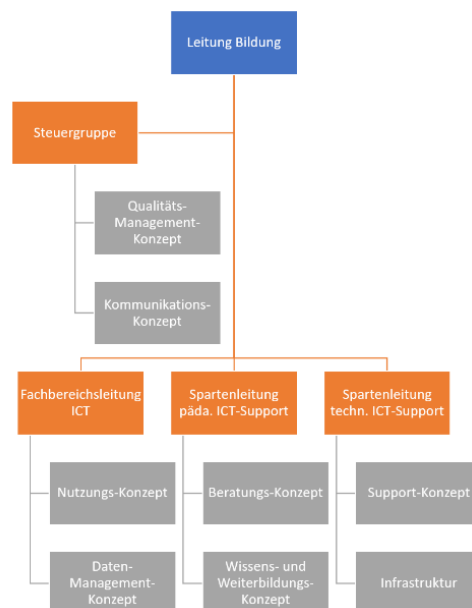 Leitung Bildung
Steuergruppe
Qualitäts-
Management-
Konzept
Kommunikations-
Konzept
Fachbereichsleitung
ICT
Spartenleitung
päda. ICT-Support
Spartenleitung
techn. ICT-Support
Nutzungs-Konzept
Beratungs-Konzept
Support-Konzept
Daten-
Management-
Konzept
Wissens- und
Weiterbildungs-
Konzept
Infrastruktur